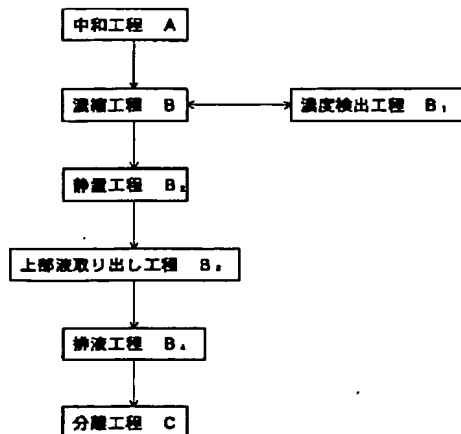 中和工程 A
濃縮工程 B
濃度検出工程 B₁
静置工程 B₂
上部液取り出し工程 B₃
排液工程 B₄
分離工程 C